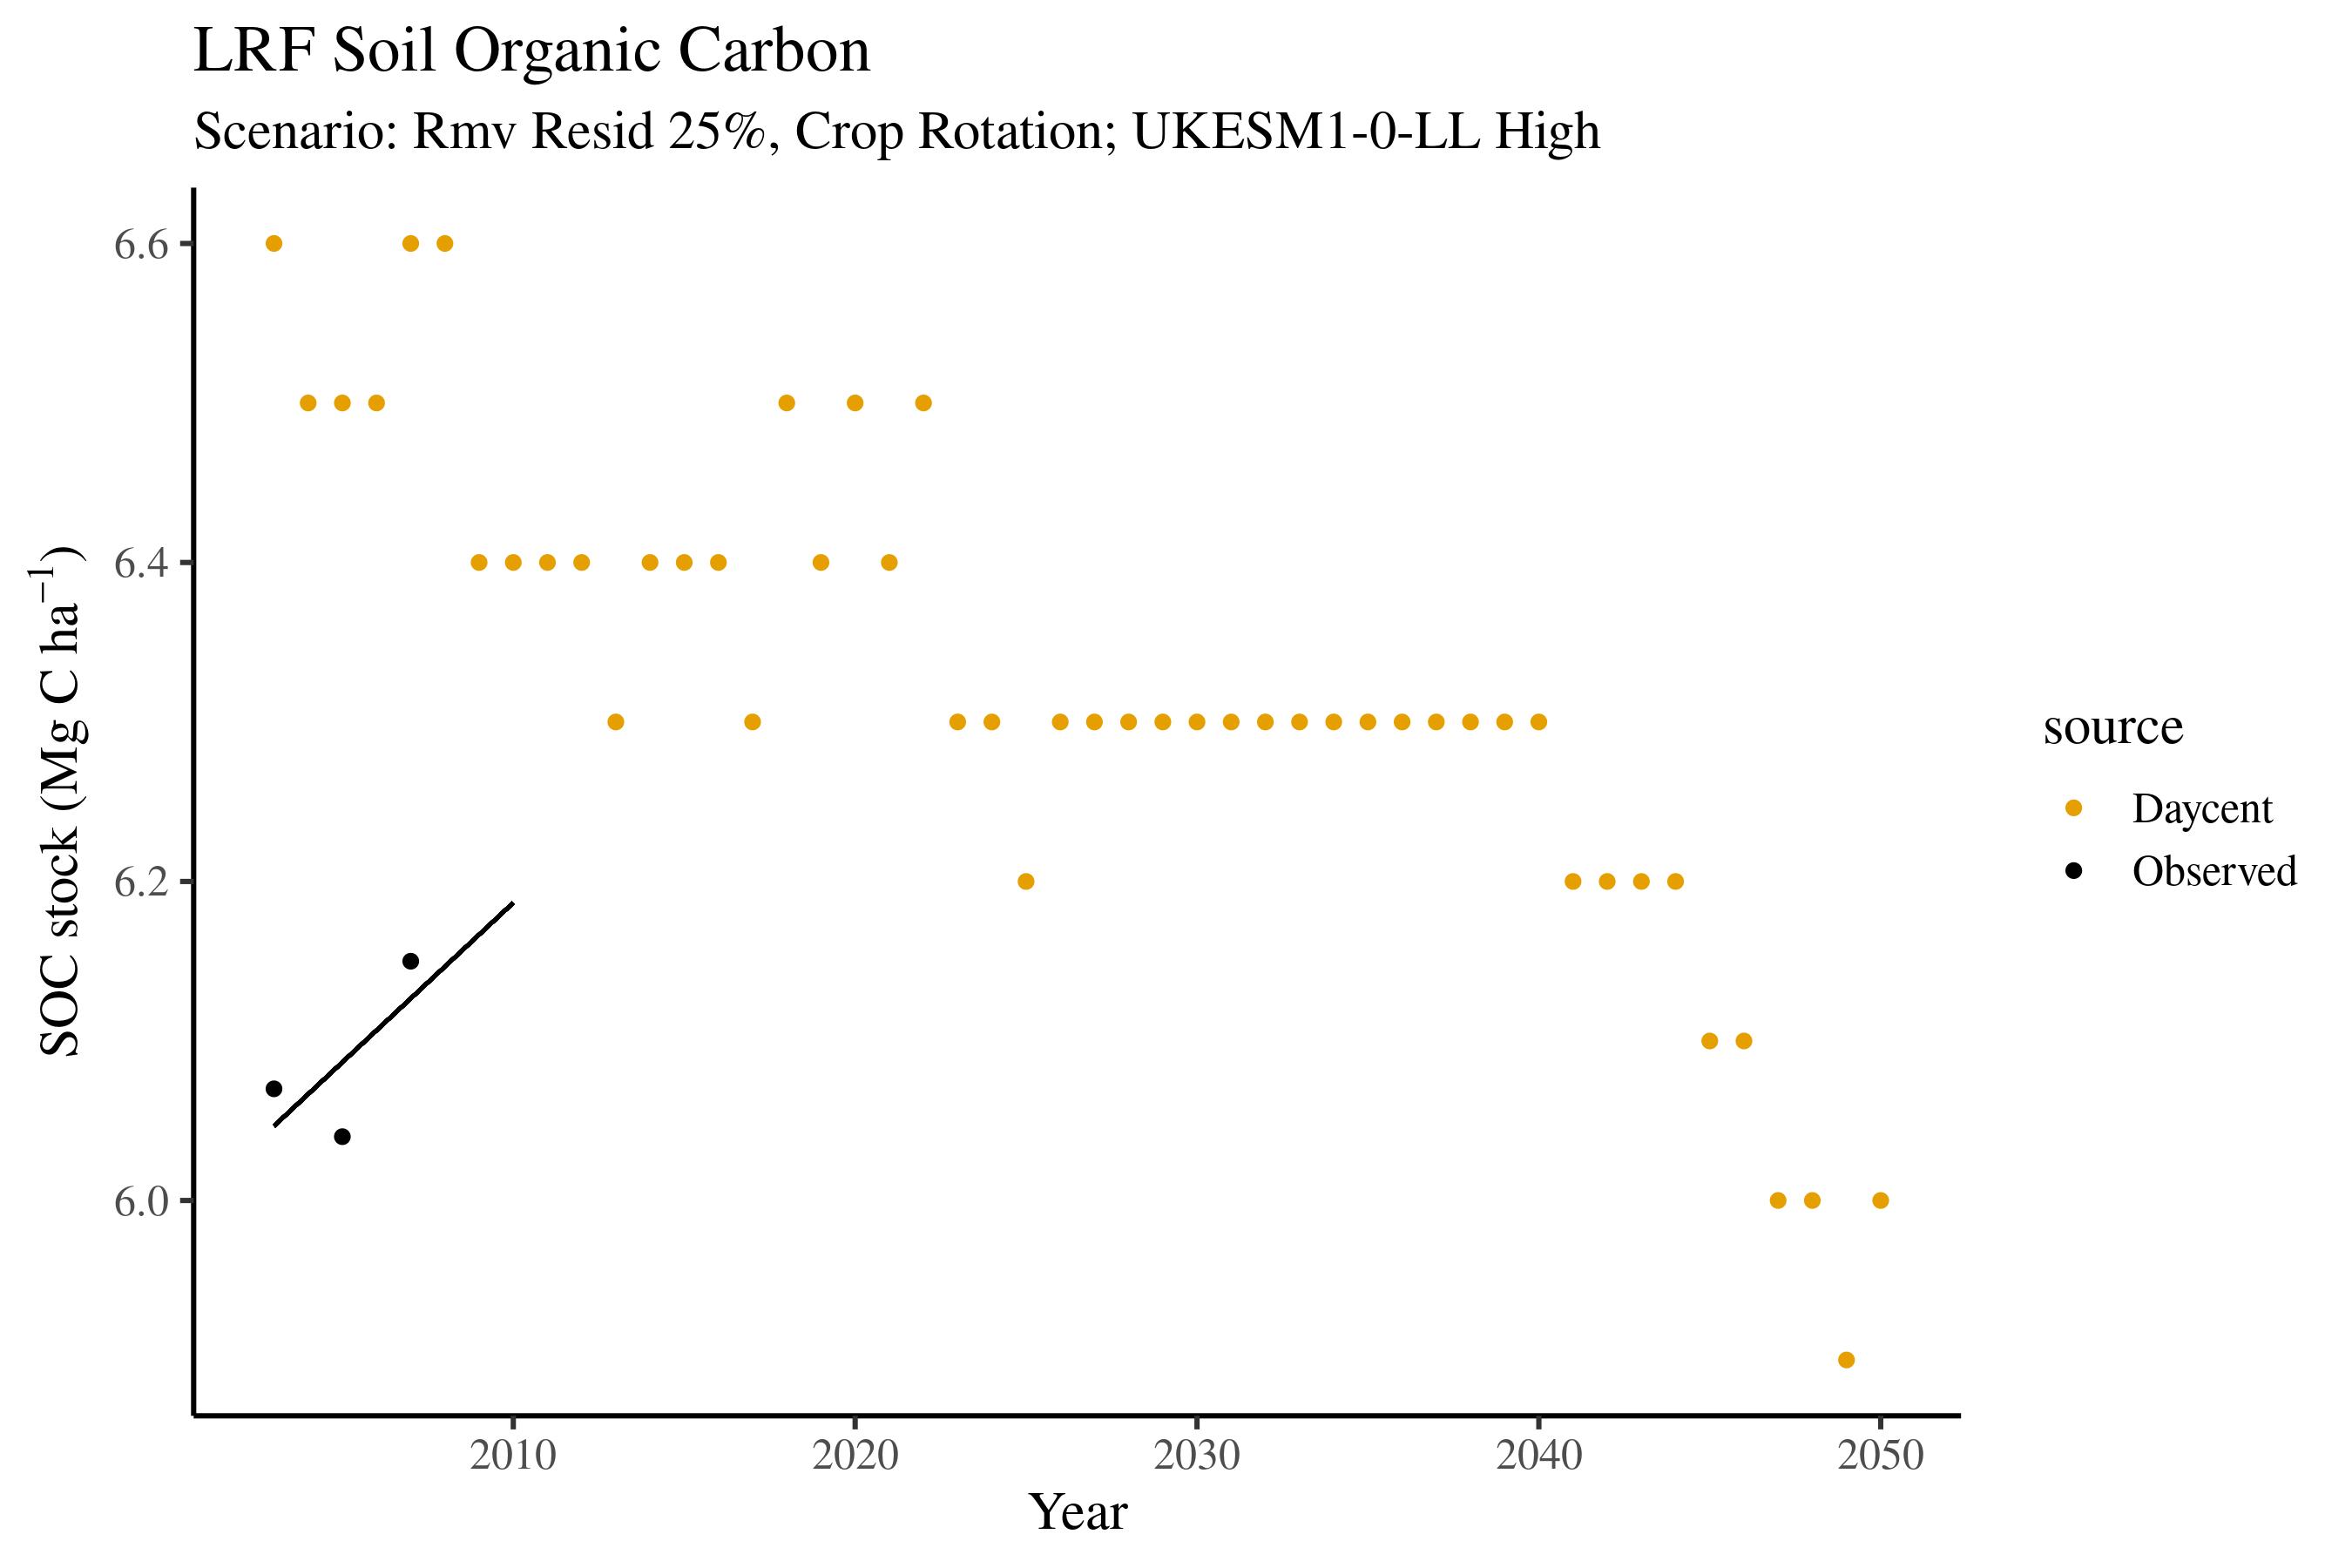 LRF Soil Organic Carbon
Scenario: Rmv Resid 25%, Crop Rotation; UKESM1-0-LL High
SOC stock (Mg C ha⁻¹)
6.6
6.4
6.2
6.0
2010 2020 2030 2040 2050
Year
source
Daycent
Observed